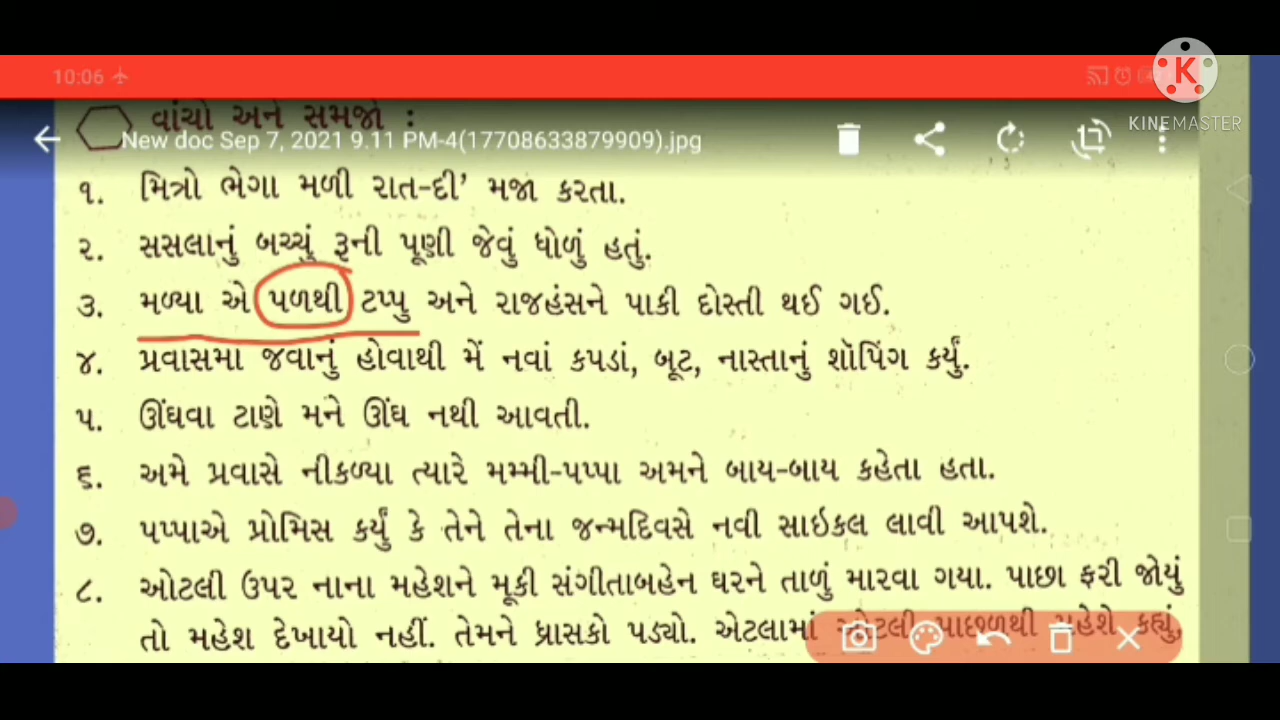 10:06
KINEMASTER
વાંચો અને સમજો :
New doc Sep 7, 2021 9.11 PM-4(17708633879909).jpg
૧. મિત્રો ભેગા મળી રાત-દી' મજા કરતા.
૨. સસલાનું બચ્ચું રૂની પૂણી જેવું ધોળું હતું.
૩. મળ્યા એ પળથી ટપ્પુ અને રાજહંસને પાકી દોસ્તી થઈ ગઈ.
૪. પ્રવાસમા જવાનું હોવાથી મેં નવાં કપડાં, બૂટ, નાસ્તાનું શૉપિંગ કર્યું.
૫. ઊંઘવા ટાણે મને ઊંઘ નથી આવતી.
૬. અમે પ્રવાસે નીકળ્યા ત્યારે મમ્મી-પપ્પા અમને બાય-બાય કહેતા હતા.
૭. પપ્પાએ પ્રોમિસ કર્યું કે તેને તેના જન્મદિવસે નવી સાઇકલ લાવી આપશે.
૮. ઓટલી ઉપર નાના મહેશને મૂકી સંગીતાબહેન ઘરને તાળું મારવા ગયા. પાછા ફરી જોયું
તો મહેશ દેખાયો નહીં. તેમને ધ્રાસકો પડ્યો. એટલામાં ઓટલી પાછળથી મહેશે કહ્યું,